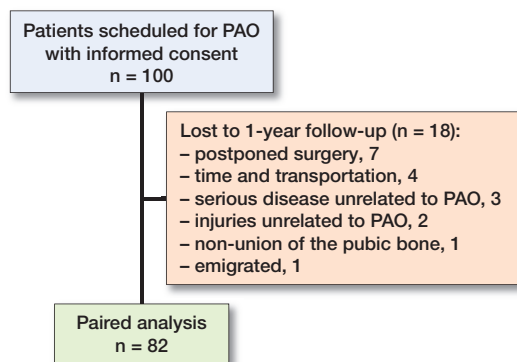 Patients scheduled for PAO
with informed consent
n = 100
Lost to 1-year follow-up (n = 18):
– postponed surgery, 7
– time and transportation, 4
– serious disease unrelated to PAO, 3
– injuries unrelated to PAO, 2
– non-union of the pubic bone, 1
– emigrated, 1
Paired analysis
n = 82